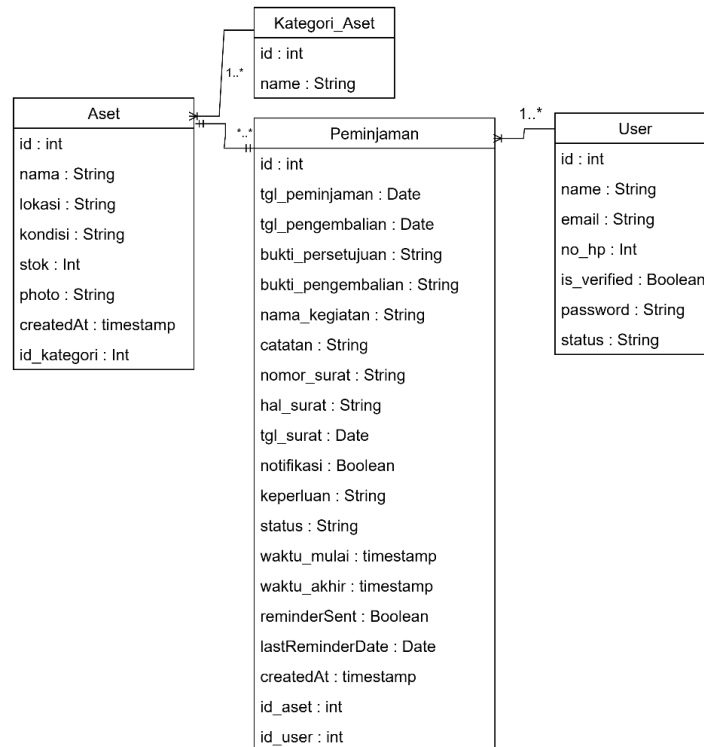 Kategori_Aset
id : int
name : String
1..*
Aset
id : int
nama : String
lokasi : String
kondisi : String
stok : Int
photo : String
createdAt : timestamp
id_kategori : Int
*..*
Peminjaman
id : int
tgl_peminjaman : Date
tgl_pengembalian : Date
bukti_persetujuan : String
bukti_pengembalian : String
nama_kegiatan : String
catatan : String
nomor_surat : String
hal_surat : String
tgl_surat : Date
notifikasi : Boolean
keperluan : String
status : String
waktu_mulai : timestamp
waktu_akhir : timestamp
reminderSent : Boolean
lastReminderDate : Date
createdAt : timestamp
id_aset : int
id_user : int
1..*
User
id : int
name : String
email : String
no_hp : Int
is_verified : Boolean
password : String
status : String